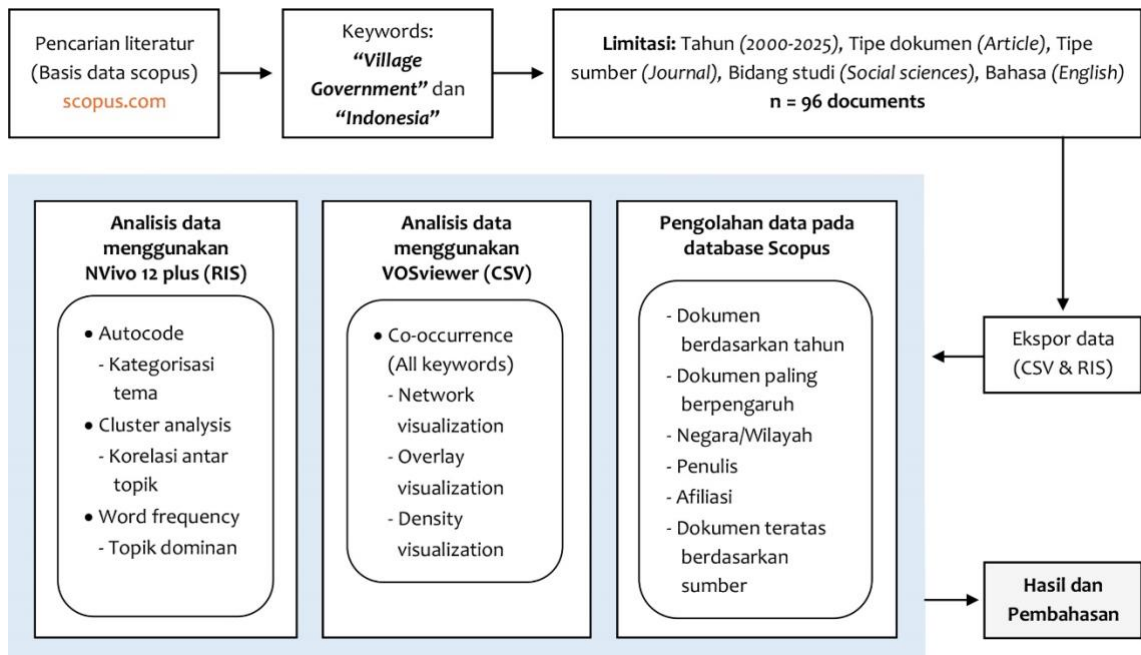 Pencarian literatur
(Basis data scopus)
scopus.com
Keywords:
“Village
Government” dan
“Indonesia”
Limitasi: Tahun (2000-2025), Tipe dokumen (Article), Tipe
sumber (Journal), Bidang studi (Social sciences), Bahasa (English)
n = 96 documents
Ekspor data
(CSV & RIS)
Analisis data
menggunakan
NVivo 12 plus (RIS)
• Autocode
- Kategorisasi
tema
• Cluster analysis
- Korelasi antar
topik
• Word frequency
- Topik dominan
Analisis data
menggunakan
VOSviewer (CSV)
• Co-occurrence
(All keywords)
- Network
visualization
- Overlay
visualization
- Density
visualization
Pengolahan data pada
database Scopus
- Dokumen
berdasarkan tahun
- Dokumen paling
berpengaruh
- Negara/Wilayah
- Penulis
- Afiliasi
- Dokumen teratas
berdasarkan
sumber
Hasil dan
Pembahasan